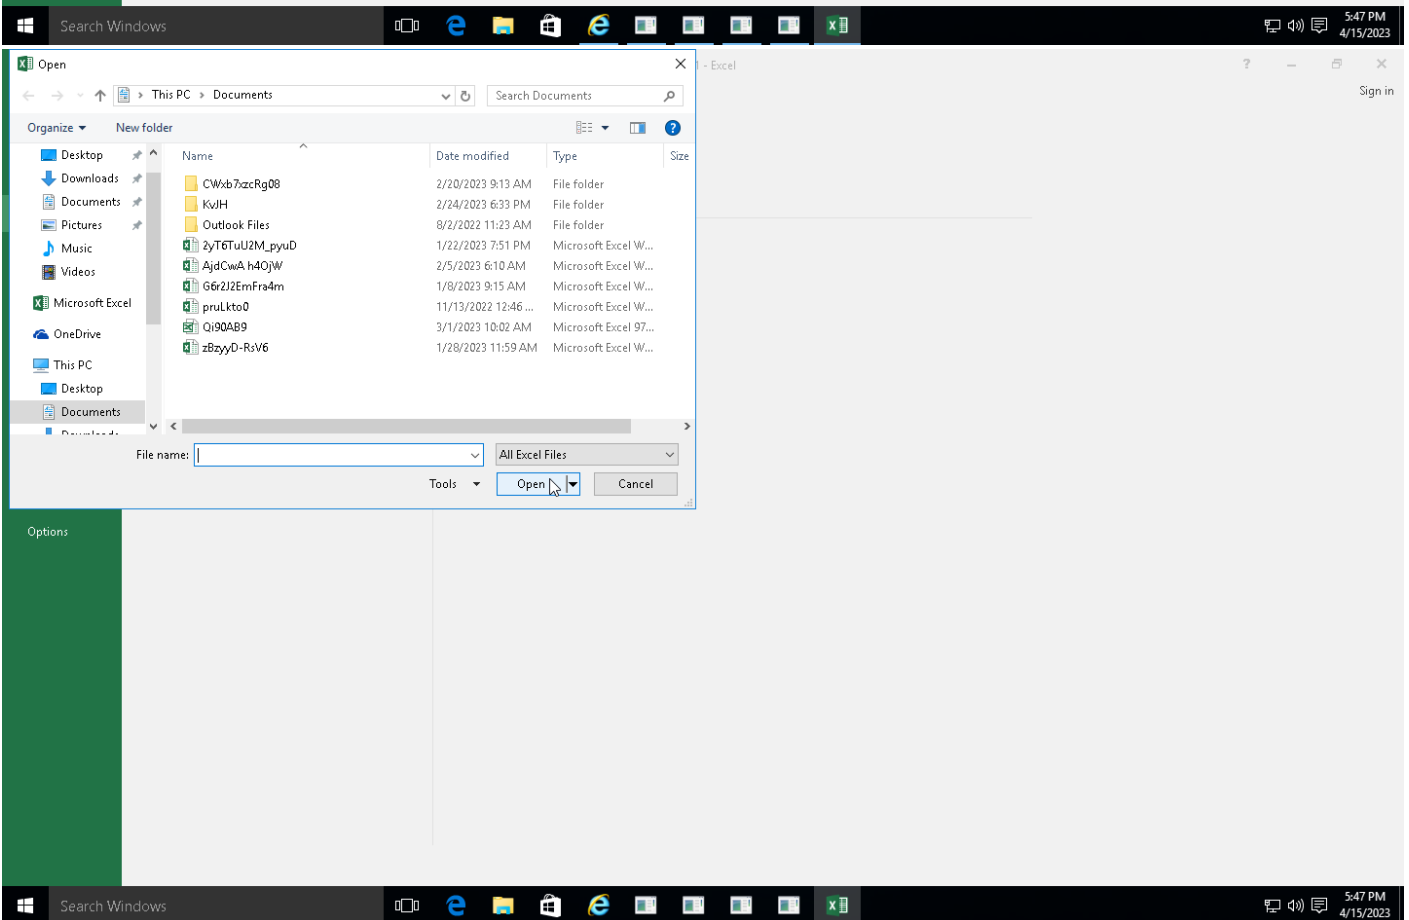 Search Windows
5:47 PM
4/15/2023
Open
- Excel
?
Sign in
This PC > Documents
Search Documents
Organize
New folder
?
Desktop
Downloads
Documents
Pictures
Music
Videos
Microsoft Excel
OneDrive
This PC
Desktop
Documents
Downloads
Name Date modified Type Size
CWxb7xzcRg08 2/20/2023 9:13 AM File folder
KvJH 2/24/2023 6:33 PM File folder
Outlook Files 8/2/2022 11:23 AM File folder
2yT6TuU2M_pyuD 1/22/2023 7:51 PM Microsoft Excel W...
AjdCwA h4OjW 2/5/2023 6:10 AM Microsoft Excel W...
G6r2J2EmFra4m 1/8/2023 9:15 AM Microsoft Excel W...
pruLkto0 11/13/2022 12:46 ... Microsoft Excel W...
Qi90AB9 3/1/2023 10:02 AM Microsoft Excel 97...
zBzyyD-RsV6 1/28/2023 11:59 AM Microsoft Excel W...
File name:
All Excel Files
Tools
Open
Cancel
Options
Search Windows
5:47 PM
4/15/2023